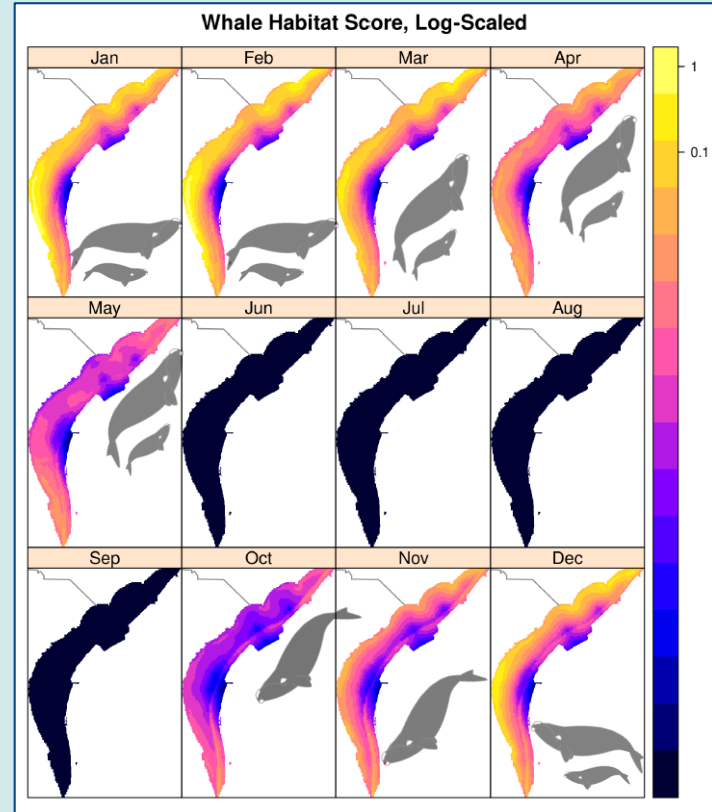 Whale Habitat Score, Log-Scaled
Jan Feb Mar Apr
1
0.1
May Jun Jul Aug
Sep Oct Nov Dec